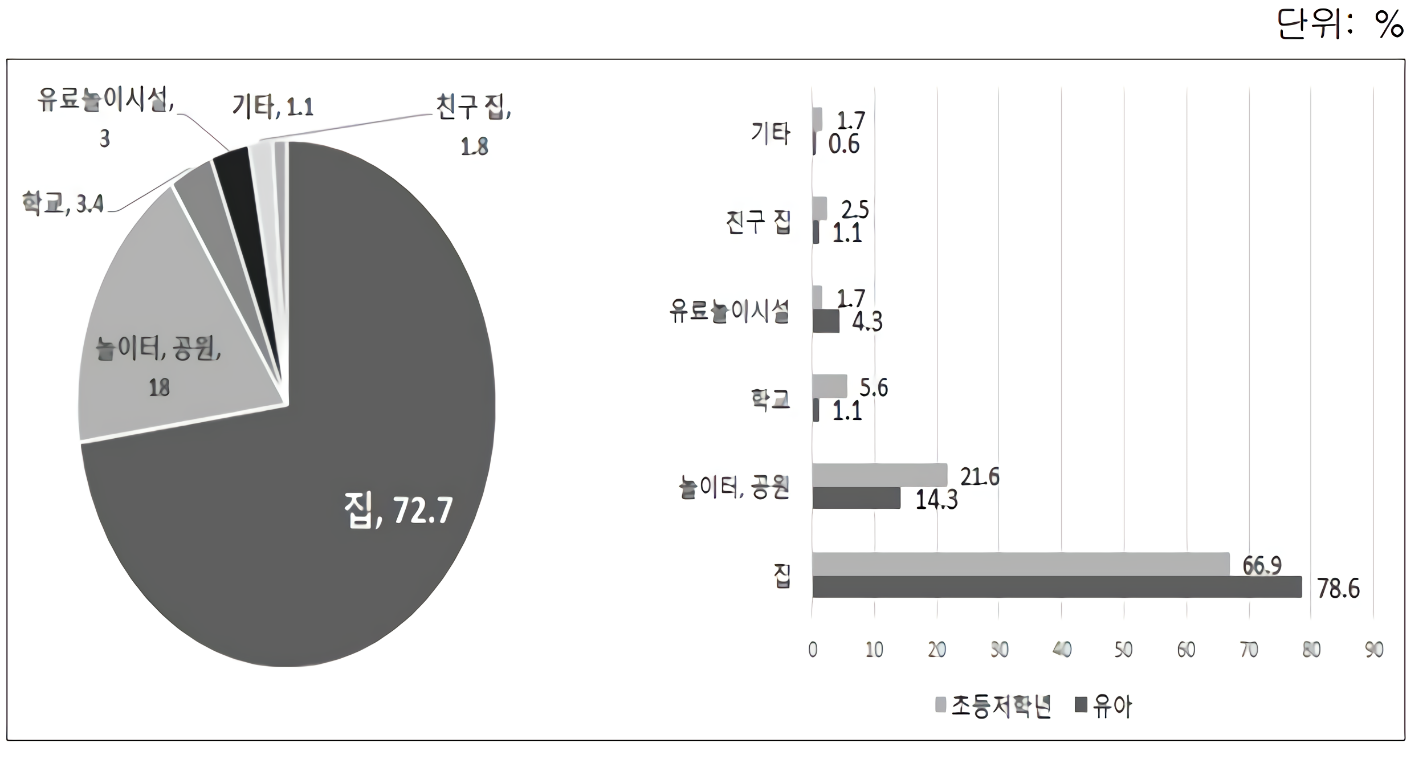 단위: %
유료놀이시설,
3
기타, 1.1
친구 집,
1.8
학교, 3.4
놀이터, 공원,
18
집, 72.7
기타
1.7
0.6
친구 집
2.5
1.1
유료놀이시설
1.7
4.3
학교
5.6
1.1
놀이터, 공원
21.6
14.3
집
66.9
78.6
0 10 20 30 40 50 60 70 80 90
초등저학년 유아